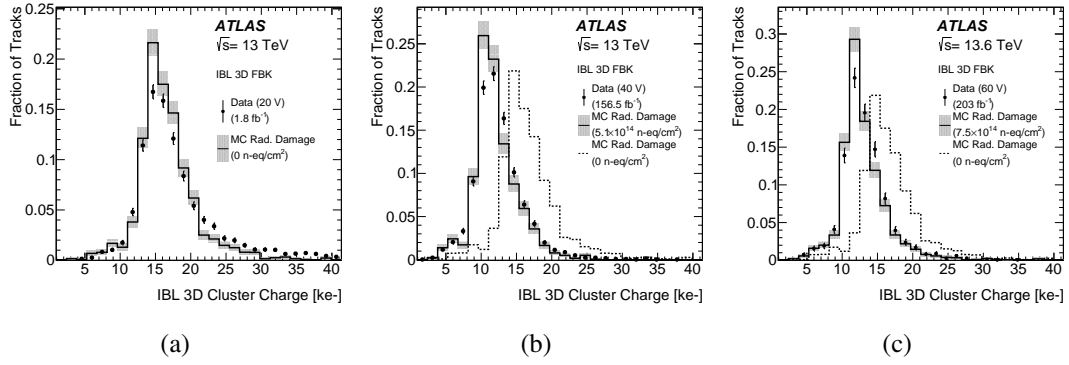 Fraction of Tracks
0.25
0.2
0.15
0.1
0.05
0
5 10 15 20 25 30 35 40
IBL 3D Cluster Charge [ke-]
ATLAS
√s= 13 TeV
IBL 3D FBK
Data (20 V)
(1.8 fb⁻¹)
MC Rad. Damage
(0 n-eq/cm²)
(a)
Fraction of Tracks
0.25
0.2
0.15
0.1
0.05
0
5 10 15 20 25 30 35 40
IBL 3D Cluster Charge [ke-]
ATLAS
√s= 13 TeV
IBL 3D FBK
Data (40 V)
(156.5 fb⁻¹)
MC Rad. Damage
(5.1×10¹⁴ n-eq/cm²)
MC Rad. Damage
(0 n-eq/cm²)
(b)
Fraction of Tracks
0.3
0.25
0.2
0.15
0.1
0.05
0
5 10 15 20 25 30 35 40
IBL 3D Cluster Charge [ke-]
ATLAS
√s= 13.6 TeV
IBL 3D FBK
Data (60 V)
(203 fb⁻¹)
MC Rad. Damage
(7.5×10¹⁴ n-eq/cm²)
MC Rad. Damage
(0 n-eq/cm²)
(c)